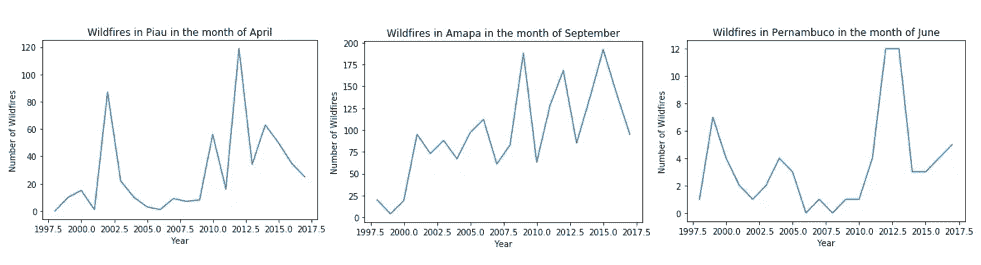 Wildfires in Piau in the month of April
Number of Wildfires
120
100
80
60
40
20
0
1997.5 2000.0 2002.5 2005.0 2007.5 2010.0 2012.5 2015.0 2017.5
Year
Wildfires in Amapa in the month of September
Number of Wildfires
200
175
150
125
100
75
50
25
0
1997.5 2000.0 2002.5 2005.0 2007.5 2010.0 2012.5 2015.0 2017.5
Year
Wildfires in Pernambuco in the month of June
Number of Wildfires
12
10
8
6
4
2
0
1997.5 2000.0 2002.5 2005.0 2007.5 2010.0 2012.5 2015.0 2017.5
Year